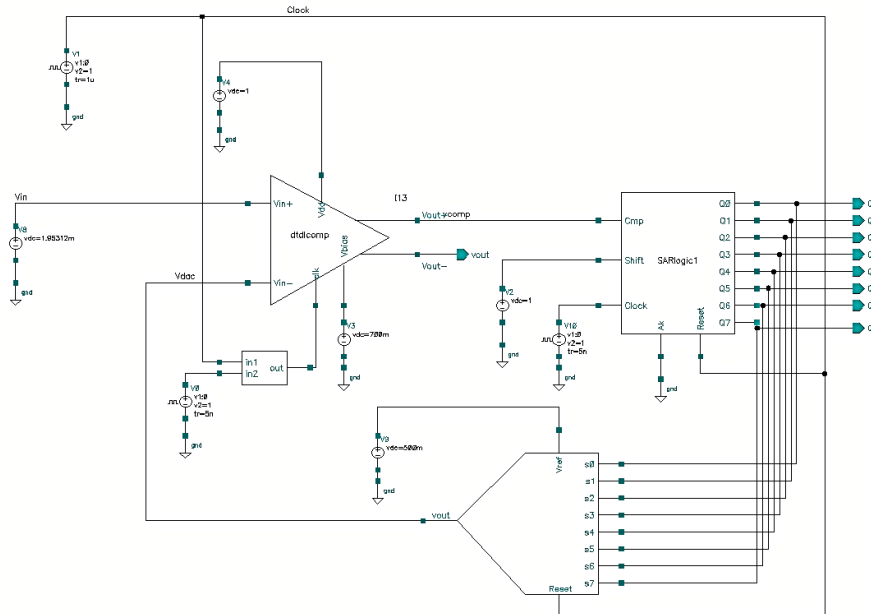 Clock
V1
v1:0
v2=1
tr=1u
gnd
V4
vdc=1
gnd
Vin
V8
vdc=1.95312m
gnd
I13
Vin+
Vdd
dtdlcomp
Vbias
Vin-
clk
Vout+
comp
Vout-
vout
Vdac
V3
vdc=700m
gnd
in1
in2
out
V0
v1:0
v2=1
tr=5n
gnd
Cmp
Shift
Clock
SARlogic1
Ak
Reset
Q0
Q1
Q2
Q3
Q4
Q5
Q6
Q7
V2
vdc=1
gnd
V10
v1:0
v2=1
tr=5n
gnd
gnd
V9
vdc=500m
gnd
Vref
vout
s0
s1
s2
s3
s4
s5
s6
s7
Reset